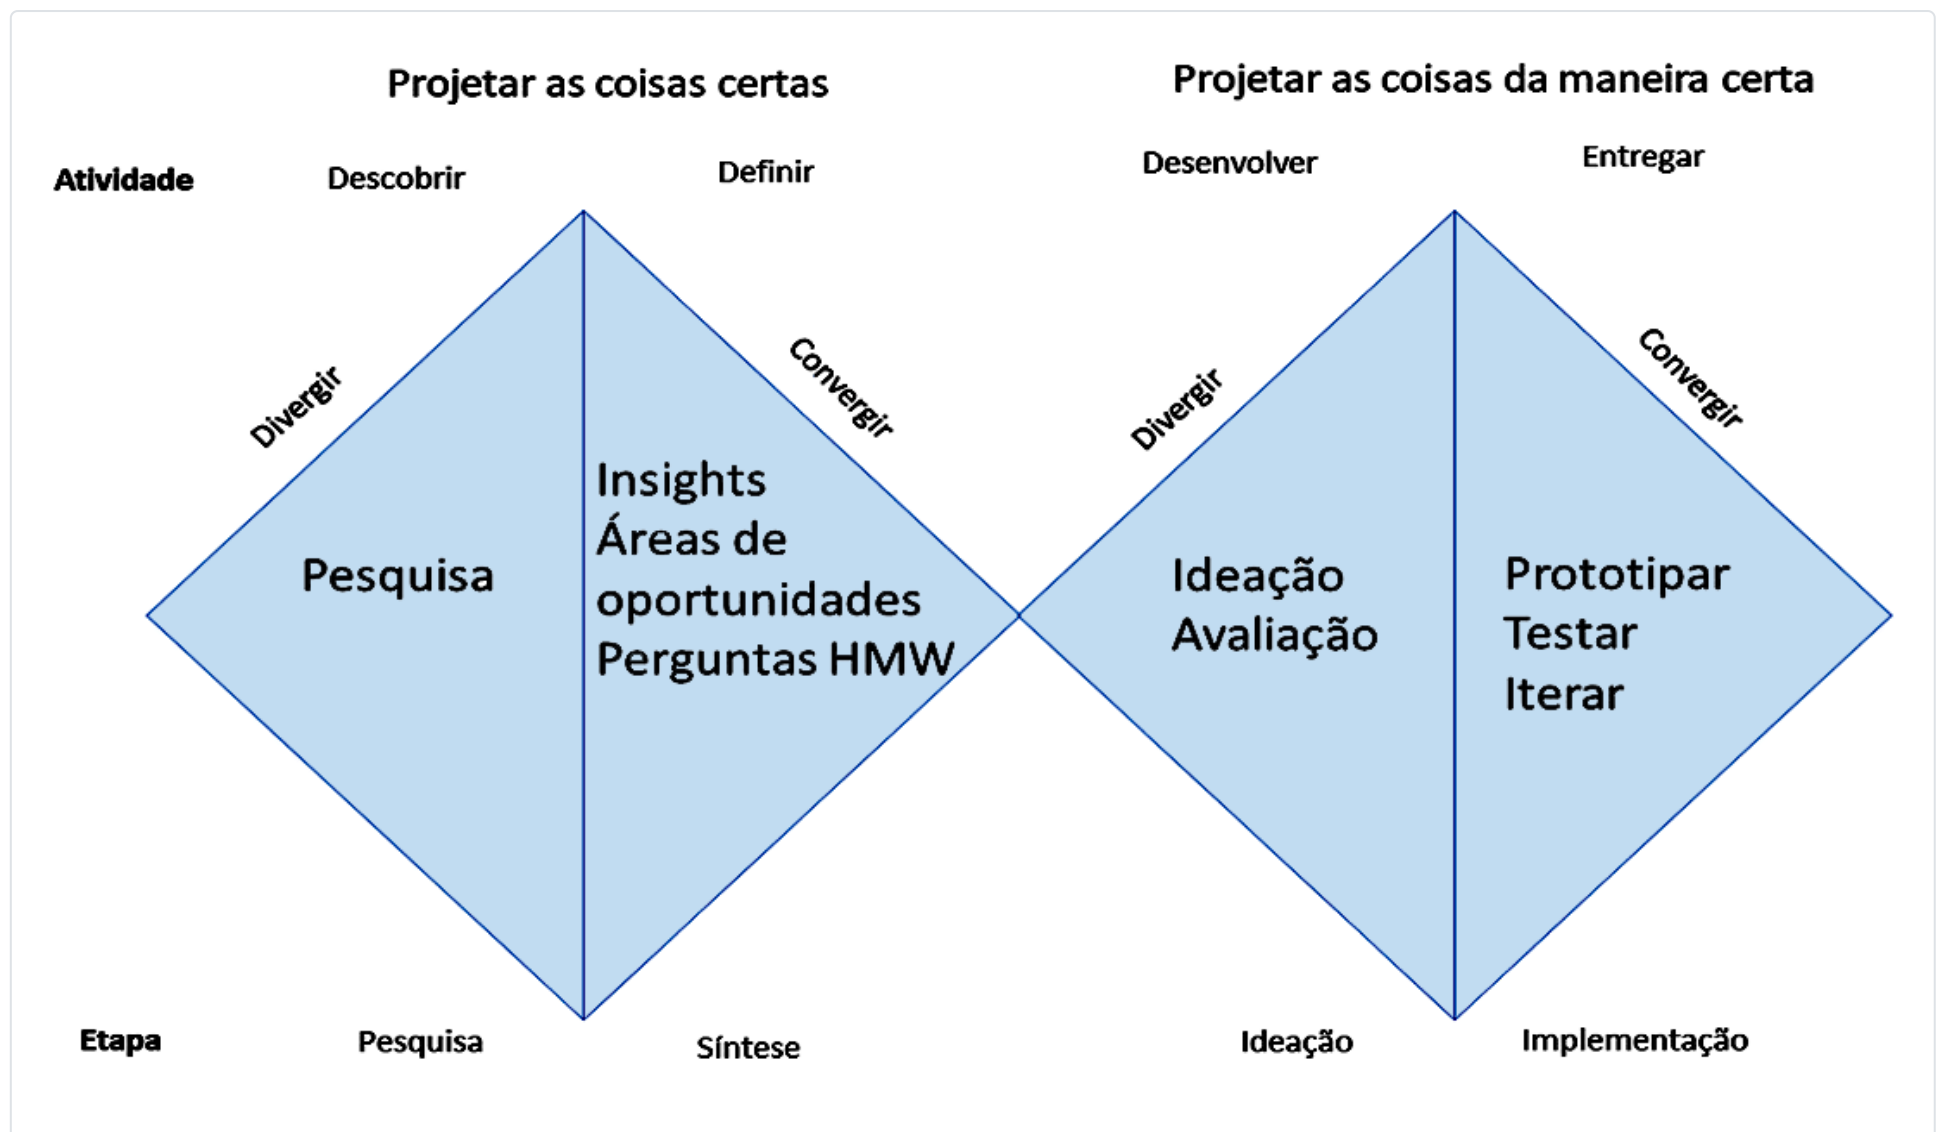 Projetar as coisas certas
Projetar as coisas da maneira certa
Atividade
Descobrir
Definir
Desenvolver
Entregar
Divergir
Convergir
Divergir
Convergir
Pesquisa
Insights
Áreas de
oportunidades
Perguntas HMW
Ideação
Avaliação
Prototipar
Testar
Iterar
Etapa
Pesquisa
Síntese
Ideação
Implementação